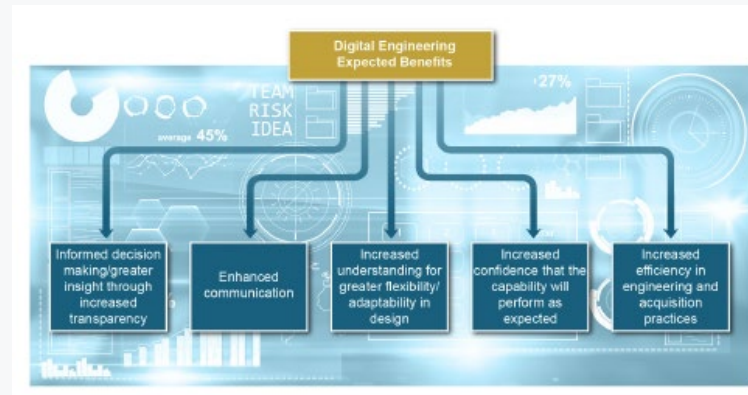 Digital Engineering
Expected Benefits
TEAM
RISK
IDEA
average 45%
27%
Informed decision
making/greater
insight through
increased
transparency
Enhanced
communication
Increased
understanding for
greater flexibility/
adaptability in
design
Increased
confidence that the
capability will
perform as
expected
Increased
efficiency in
engineering and
acquisition
practices